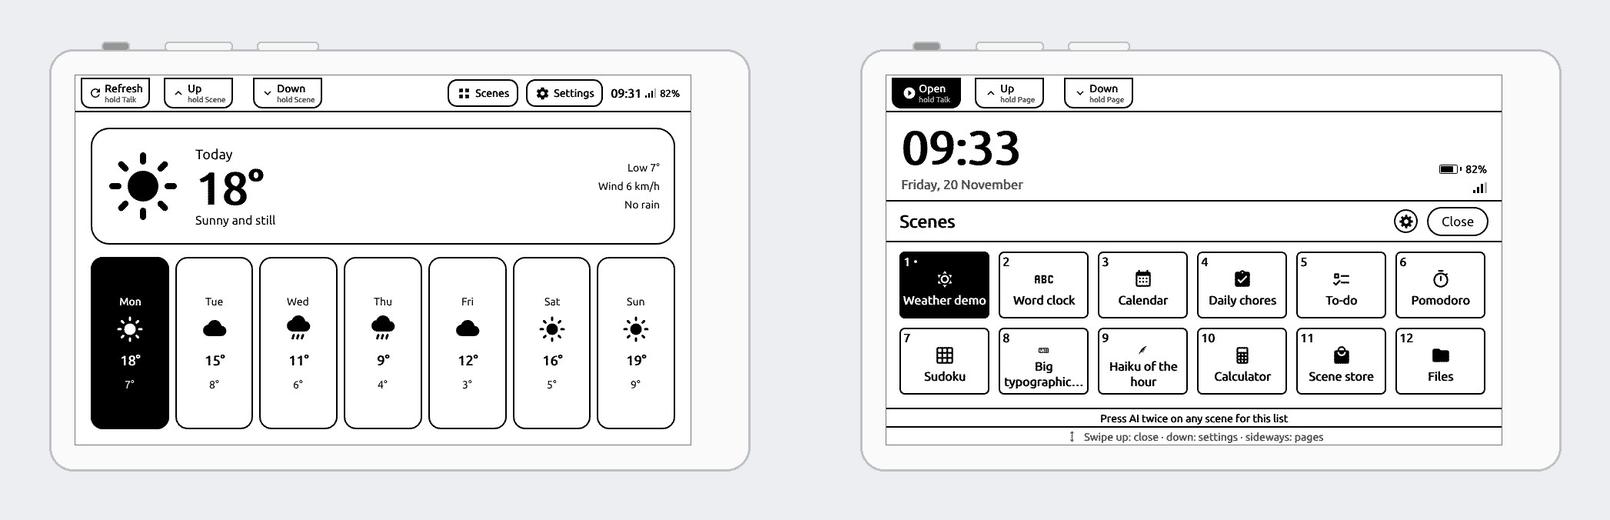 Refresh
hold Talk
Up
hold Scene
Down
hold Scene
Scenes
Settings
09:31
82%
Today
18°
Sunny and still
Low 7°
Wind 6 km/h
No rain
Mon
18°
7°
Tue
15°
8°
Wed
11°
6°
Thu
9°
4°
Fri
12°
3°
Sat
16°
5°
Sun
19°
9°
Open
hold Talk
Up
hold Page
Down
hold Page
09:33
Friday, 20 November
82%
Scenes
Close
1 •
Weather demo
2
ABC
Word clock
3
Calendar
4
Daily chores
5
To-do
6
Pomodoro
7
Sudoku
8
Big
typographic...
9
Haiku of the
hour
10
Calculator
11
Scene store
12
Files
Press AI twice on any scene for this list
Swipe up: close · down: settings · sideways: pages